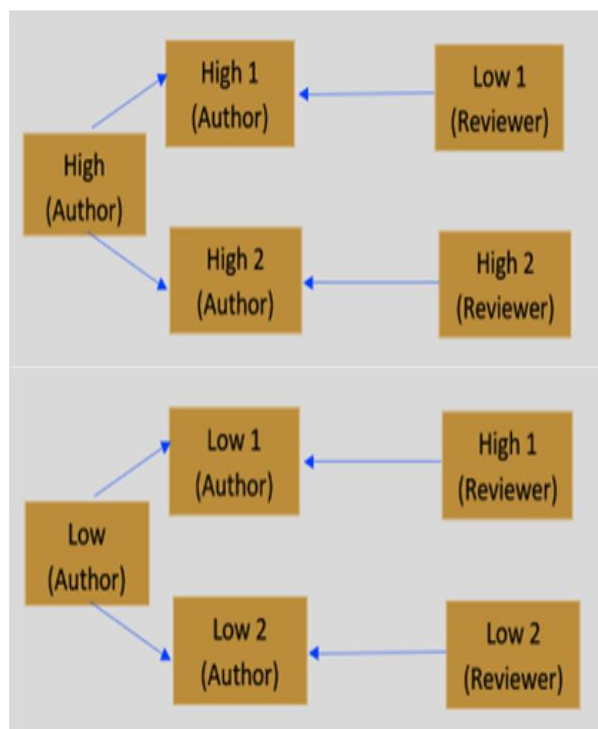 High 1
(Author)
Low 1
(Reviewer)
High
(Author)
High 2
(Author)
High 2
(Reviewer)
Low 1
(Author)
High 1
(Reviewer)
Low
(Author)
Low 2
(Author)
Low 2
(Reviewer)